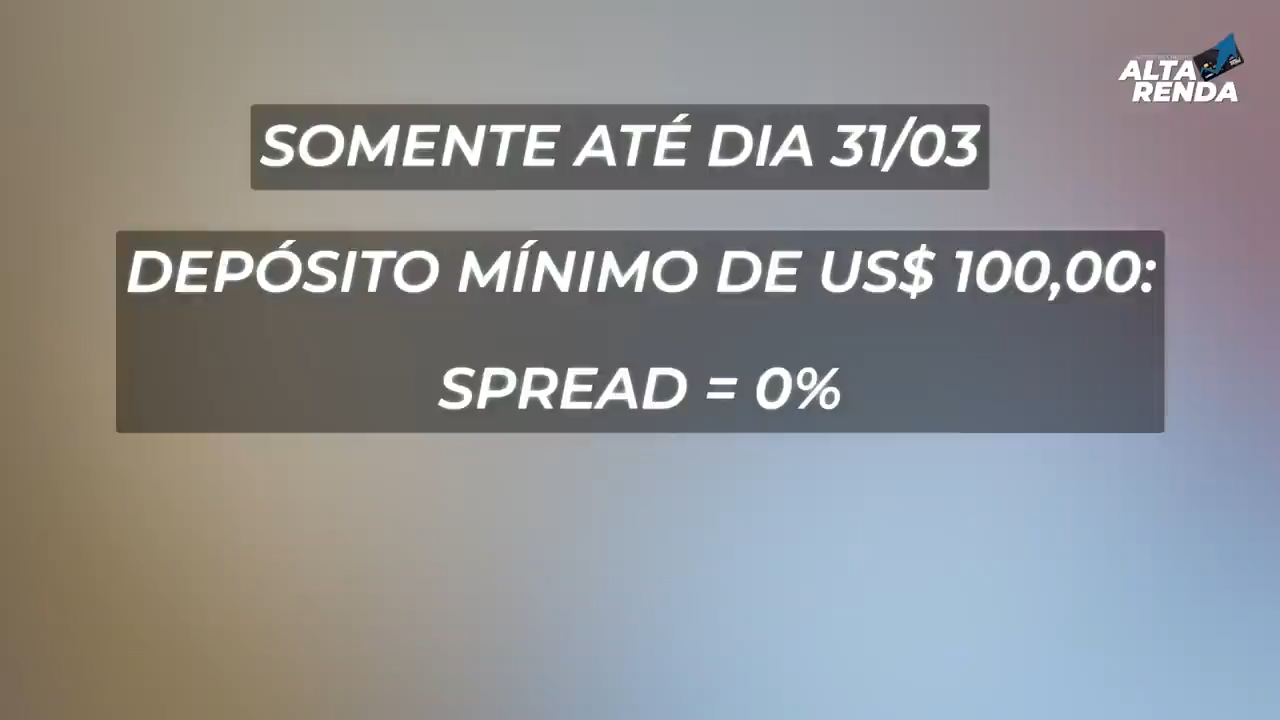 ALTA
RENDA
SOMENTE ATÉ DIA 31/03
DEPÓSITO MÍNIMO DE US$ 100,00:
SPREAD = 0%